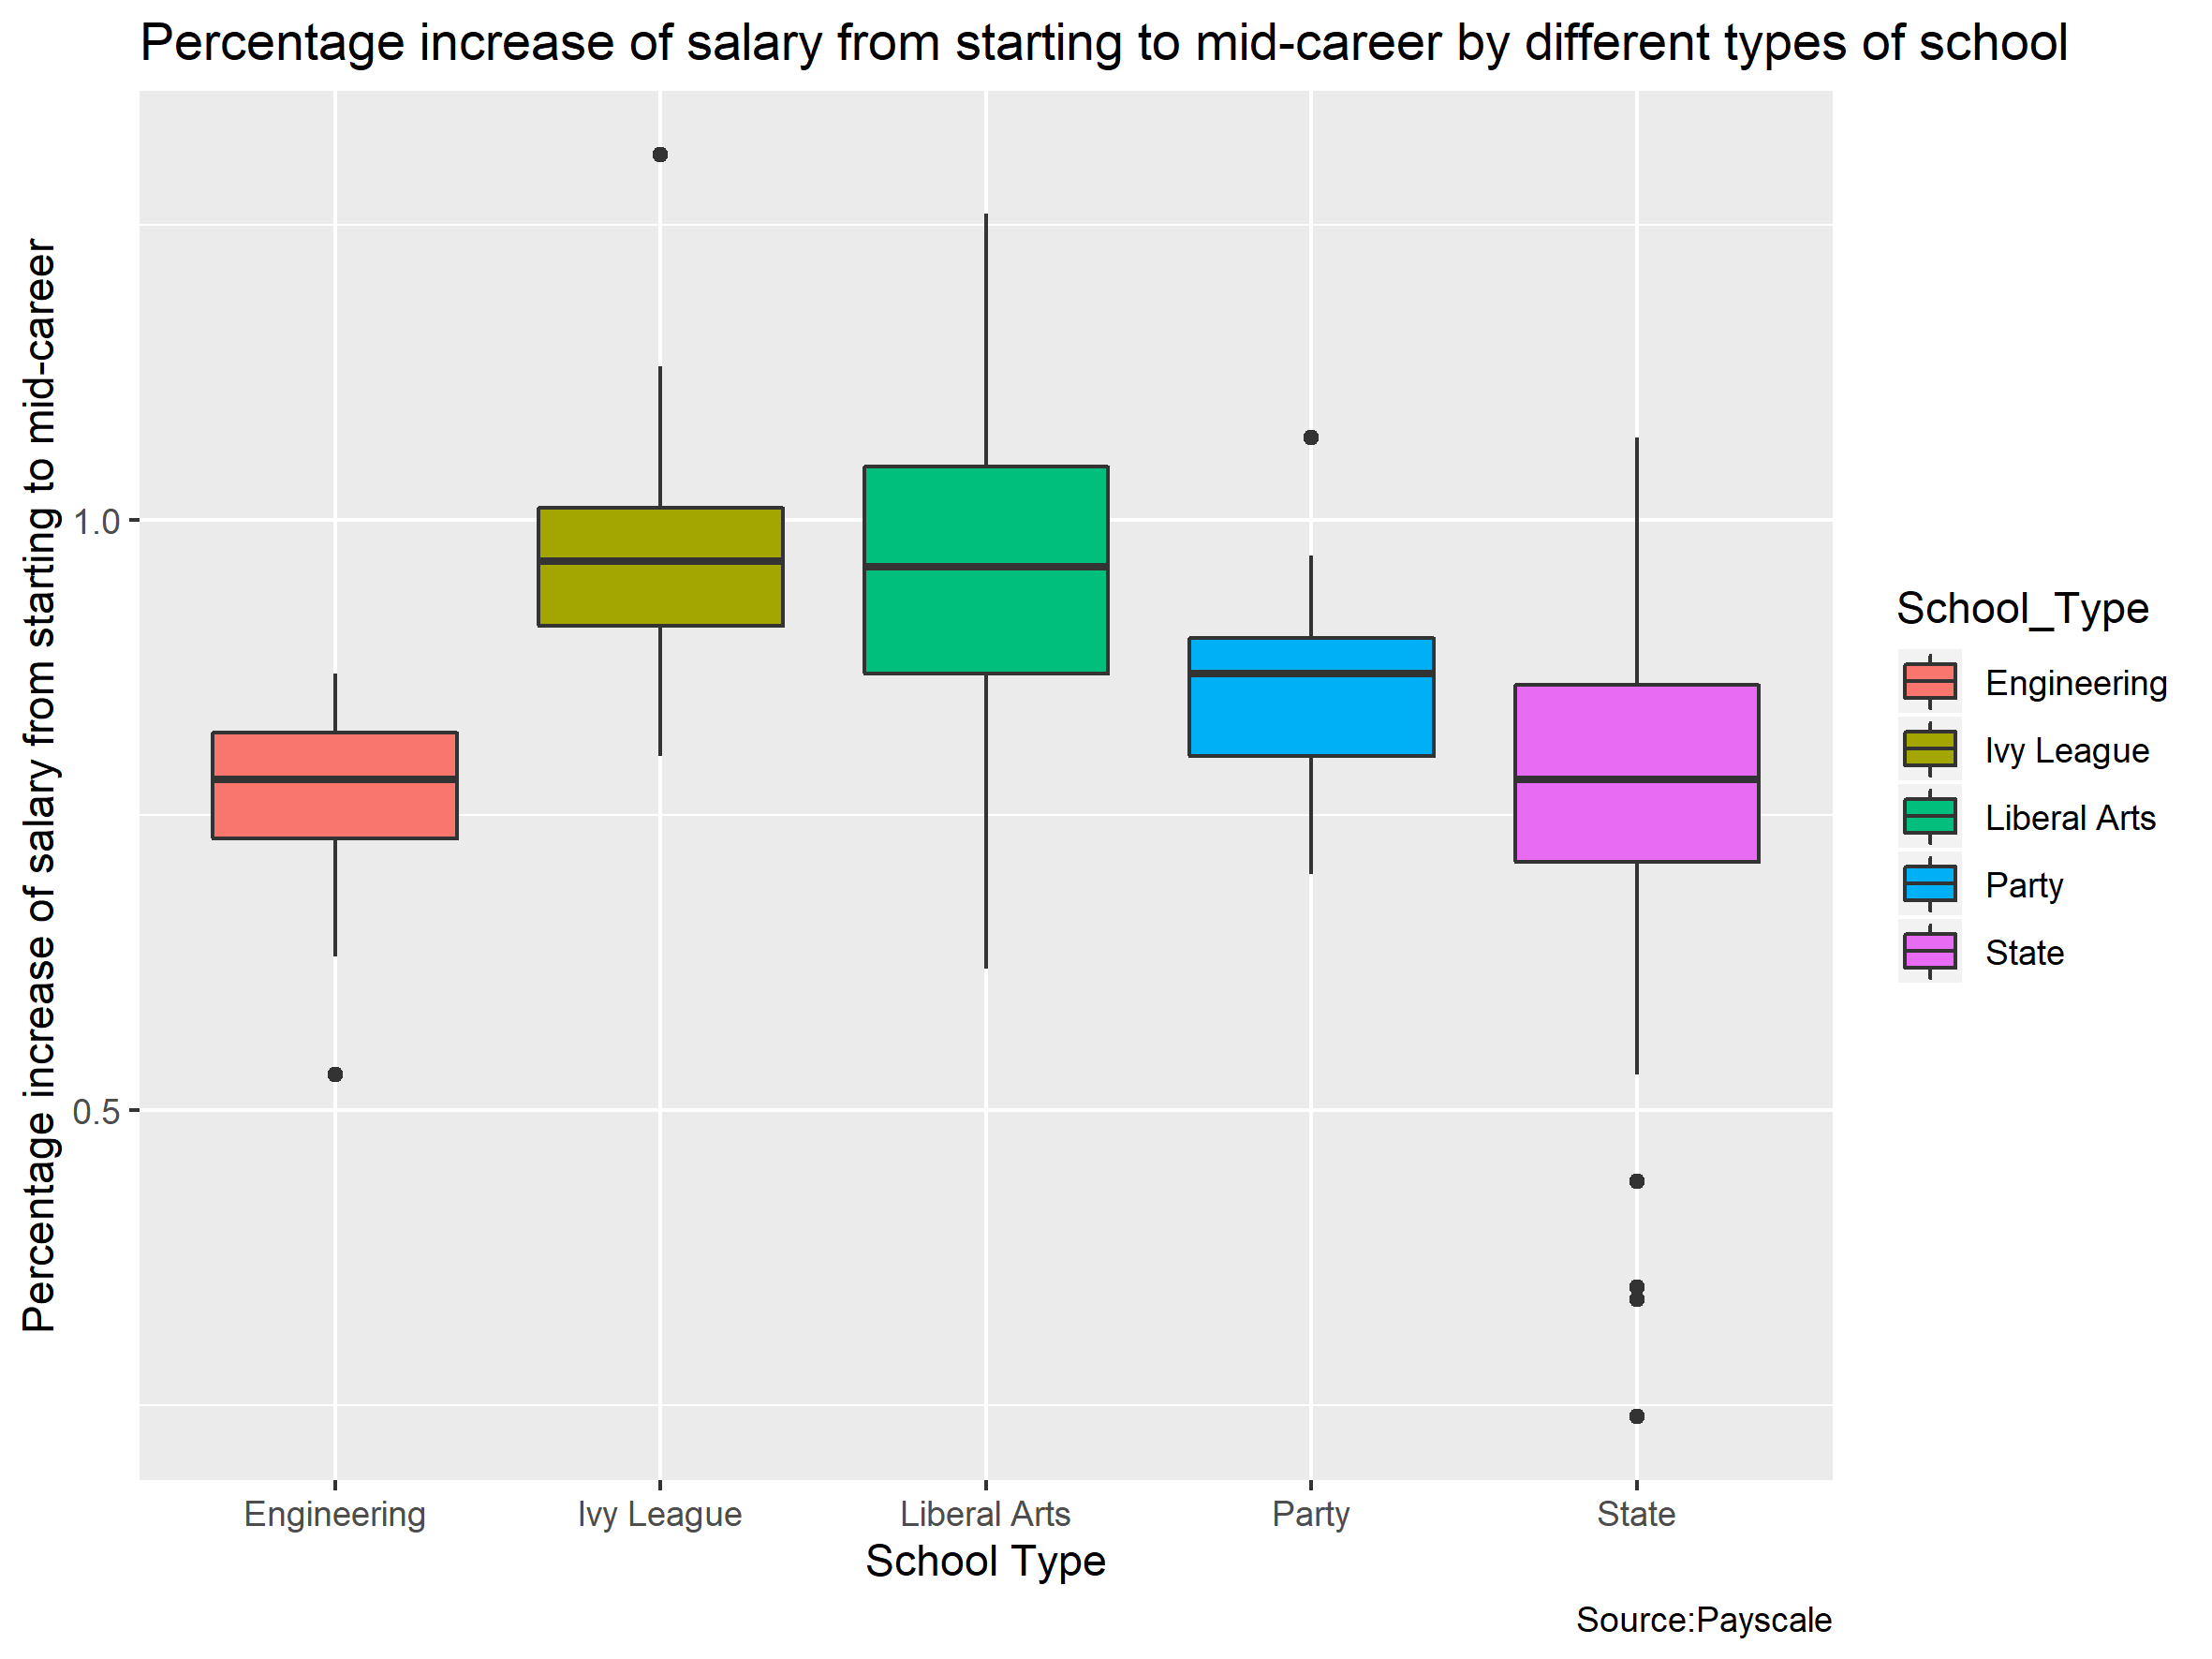 Percentage increase of salary from starting to mid-career by different types of school
Percentage increase of salary from starting to mid-career
1.0
0.5
Engineering
Ivy League
Liberal Arts
Party
State
School Type
School_Type
Engineering
Ivy League
Liberal Arts
Party
State
Source:Payscale